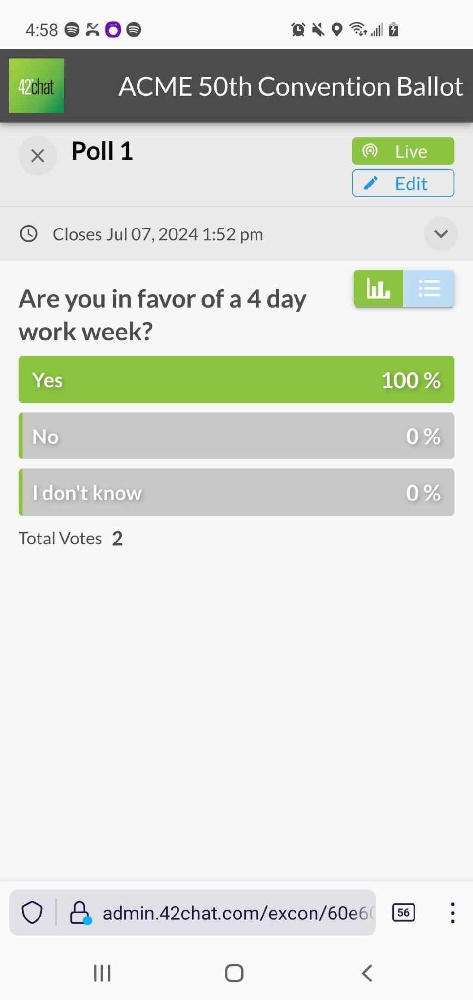 4:58
42chat
ACME 50th Convention Ballot
Poll 1
Live
Edit
Closes Jul 07, 2024 1:52 pm
Are you in favor of a 4 day
work week?
Yes 100 %
No 0 %
I don't know 0 %
Total Votes 2
admin.42chat.com/excon/60e60
56